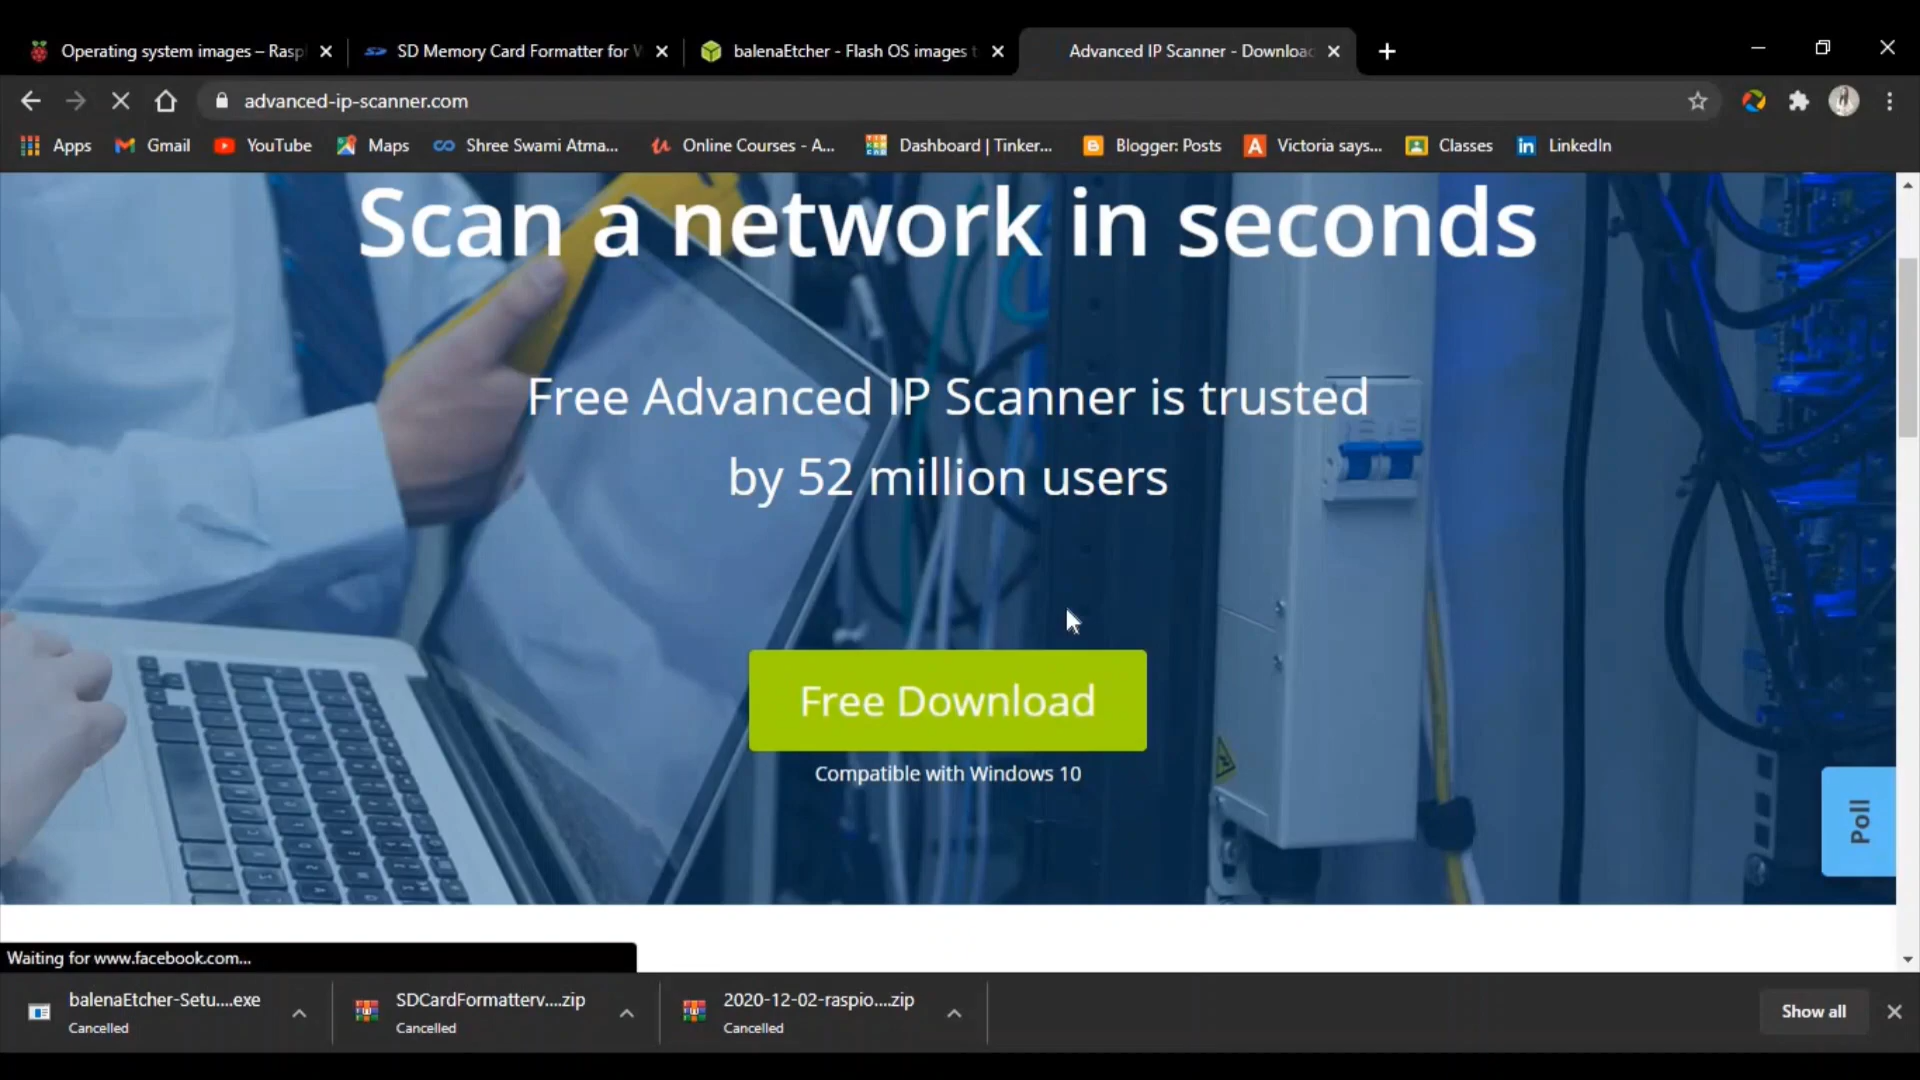 Operating system images – Rasp
SD Memory Card Formatter for W
balenaEtcher - Flash OS images t
Advanced IP Scanner - Download
advanced-ip-scanner.com
Apps
Gmail
YouTube
Maps
Shree Swami Atma...
Online Courses - A...
Dashboard | Tinker...
Blogger: Posts
Victoria says...
Classes
LinkedIn
Scan a network in seconds
Free Advanced IP Scanner is trusted
by 52 million users
Free Download
Compatible with Windows 10
Poll
Waiting for www.facebook.com...
balenaEtcher-Setu....exe
Cancelled
SDCardFormatterv....zip
Cancelled
2020-12-02-raspio....zip
Cancelled
Show all